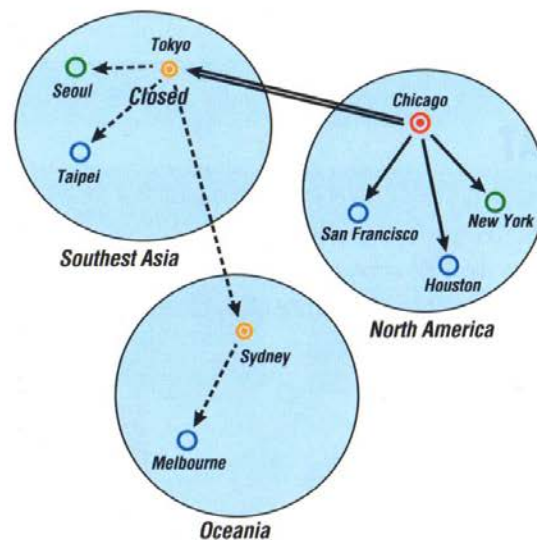 Tokyo
Seoul
Closed
Taipei
Southest Asia
Chicago
San Francisco
New York
Houston
North America
Sydney
Melbourne
Oceania